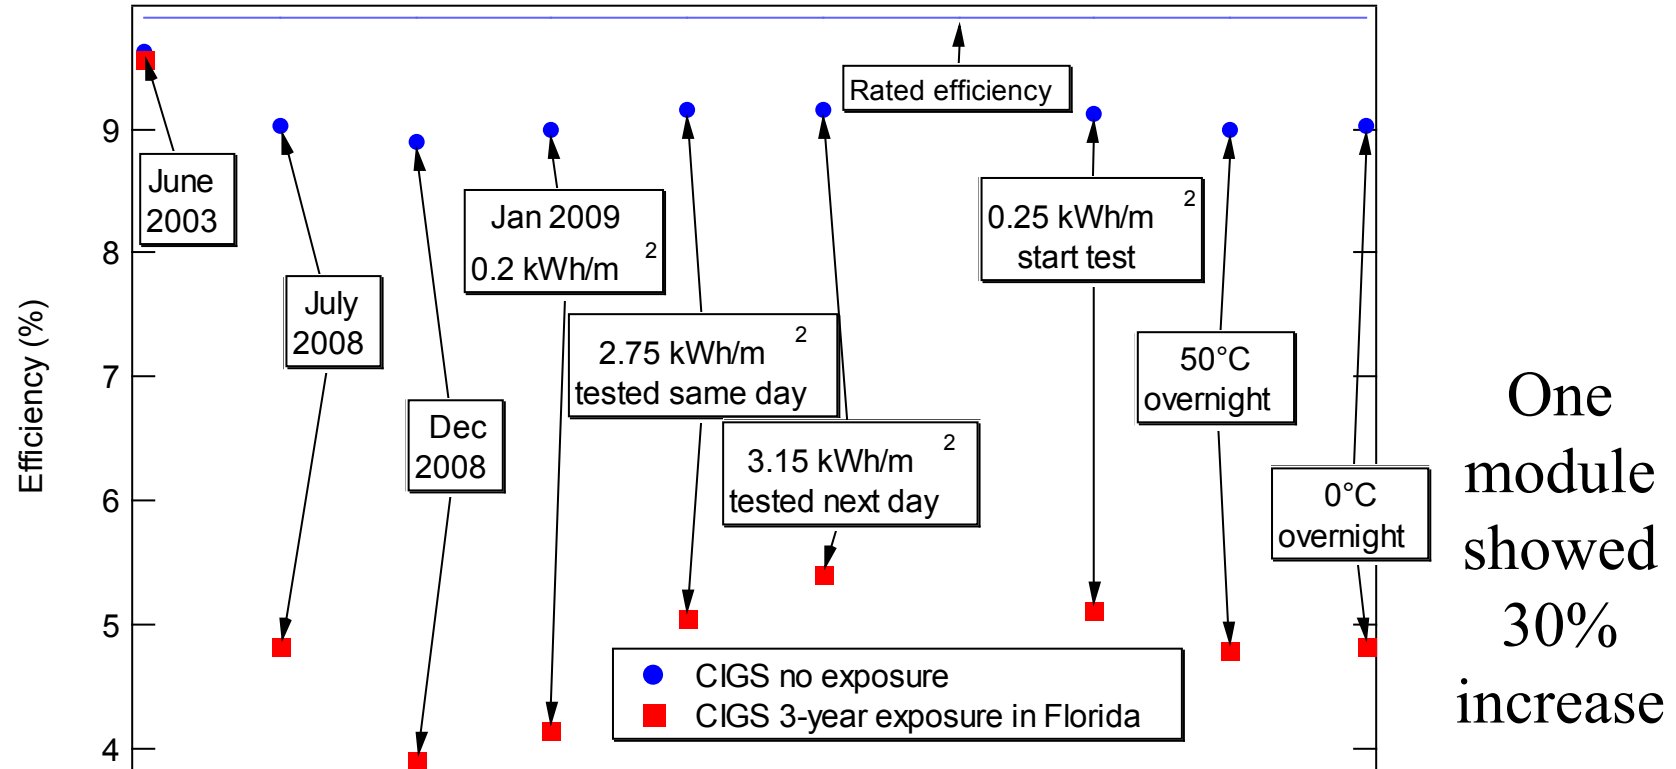 Rated efficiency
9
8
7
6
5
4
Efficiency (%)
June
2003
July
2008
Dec
2008
Jan 2009
0.2 kWh/m 2
2.75 kWh/m 2
tested same day
3.15 kWh/m 2
tested next day
0.25 kWh/m 2
start test
50°C
overnight
0°C
overnight
CIGS no exposure
CIGS 3-year exposure in Florida
One
module
showed
30%
increase